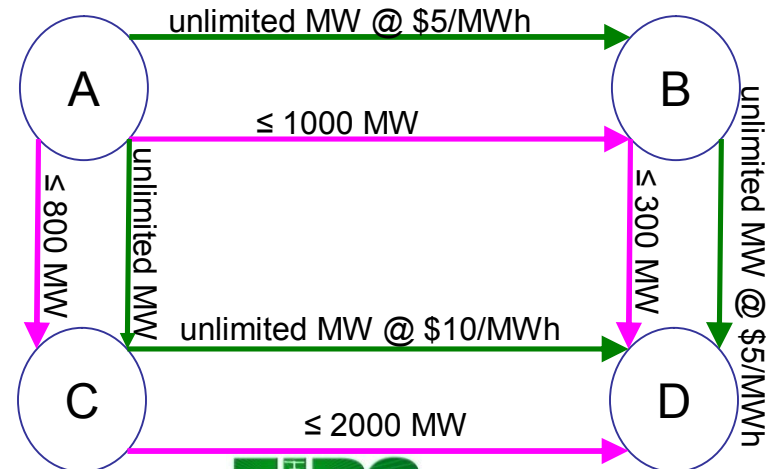 unlimited MW @ $5/MWh
A
B
≤ 1000 MW
≤ 800 MW
unlimited MW
≤ 300 MW
unlimited MW @ $5/MWh
unlimited MW @ $10/MWh
C
D
≤ 2000 MW